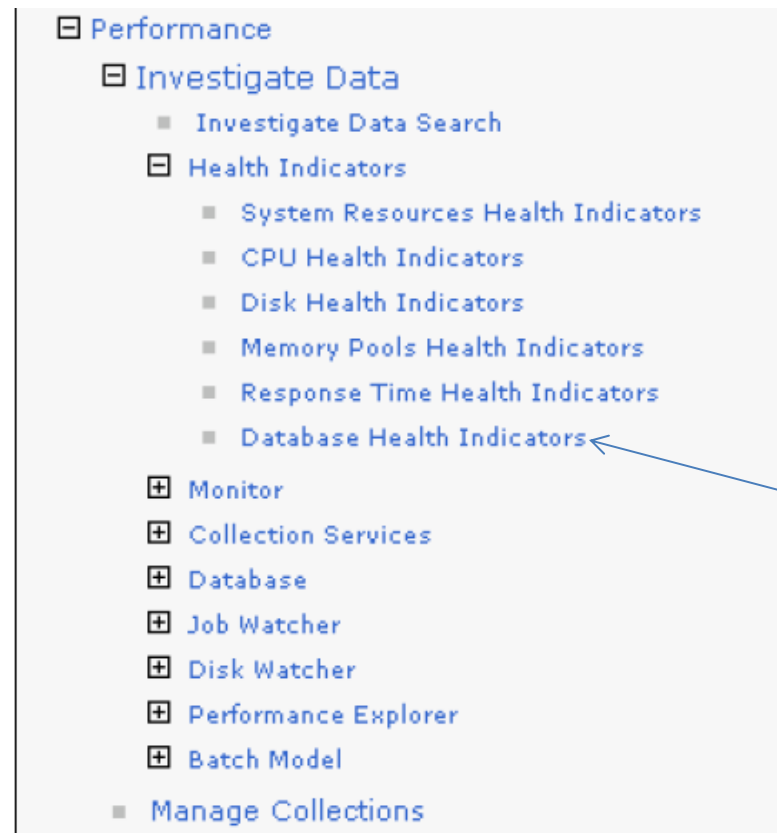 Performance
Investigate Data
Investigate Data Search
Health Indicators
System Resources Health Indicators
CPU Health Indicators
Disk Health Indicators
Memory Pools Health Indicators
Response Time Health Indicators
Database Health Indicators
Monitor
Collection Services
Database
Job Watcher
Disk Watcher
Performance Explorer
Batch Model
Manage Collections